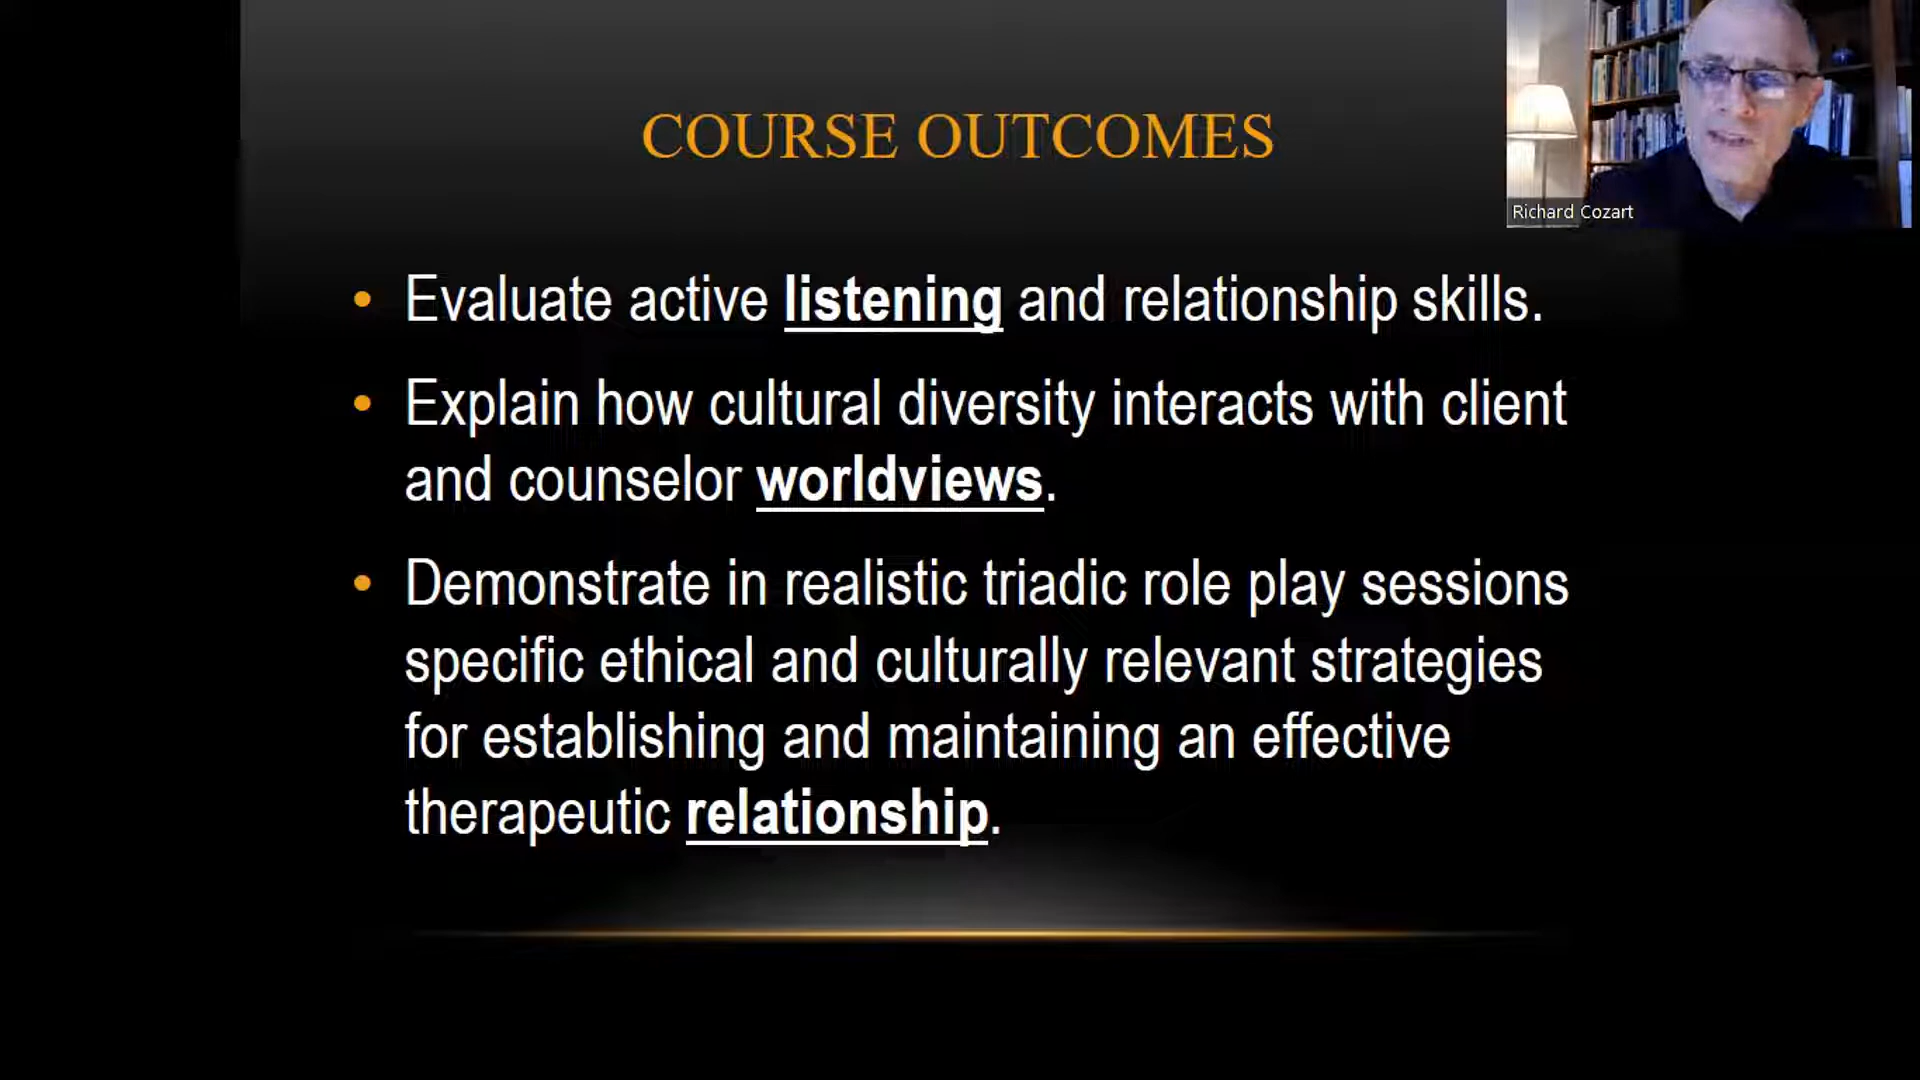 COURSE OUTCOMES
Richard Cozart
• Evaluate active listening and relationship skills.
• Explain how cultural diversity interacts with client
and counselor worldviews.
• Demonstrate in realistic triadic role play sessions
specific ethical and culturally relevant strategies
for establishing and maintaining an effective
therapeutic relationship.